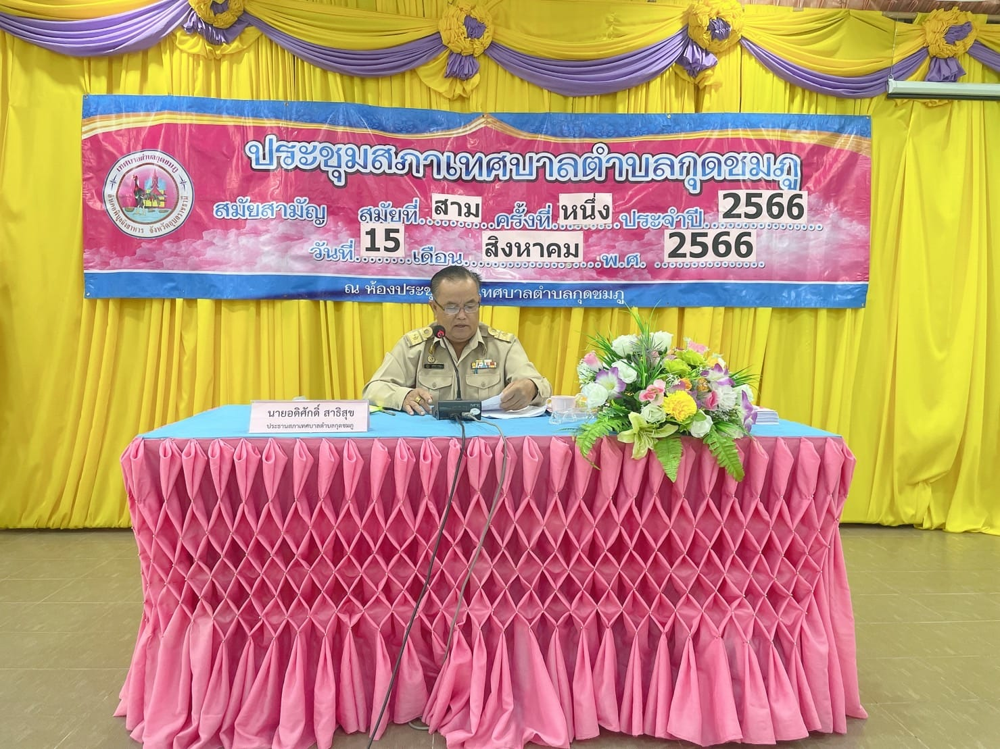 ประชุมสภาเทศบาลตำบลกุดชมภู
สมัยสามัญ สมัยที่ สาม ครั้งที่ หนึ่ง ประจำปี 2566
วันที่ 15 เดือน สิงหาคม พ.ศ. 2566
ณ ห้องประชุ เทศบาลตำบลกุดชมภู
เทศบาลตำบลกุดชมภู
อำเภอพิบูลมังสาหาร จังหวัดอุบลราชธานี
นายอดิศักดิ์ สาธิสุข
ประธานสภาเทศบาลตำบลกุดชมภู
NPE